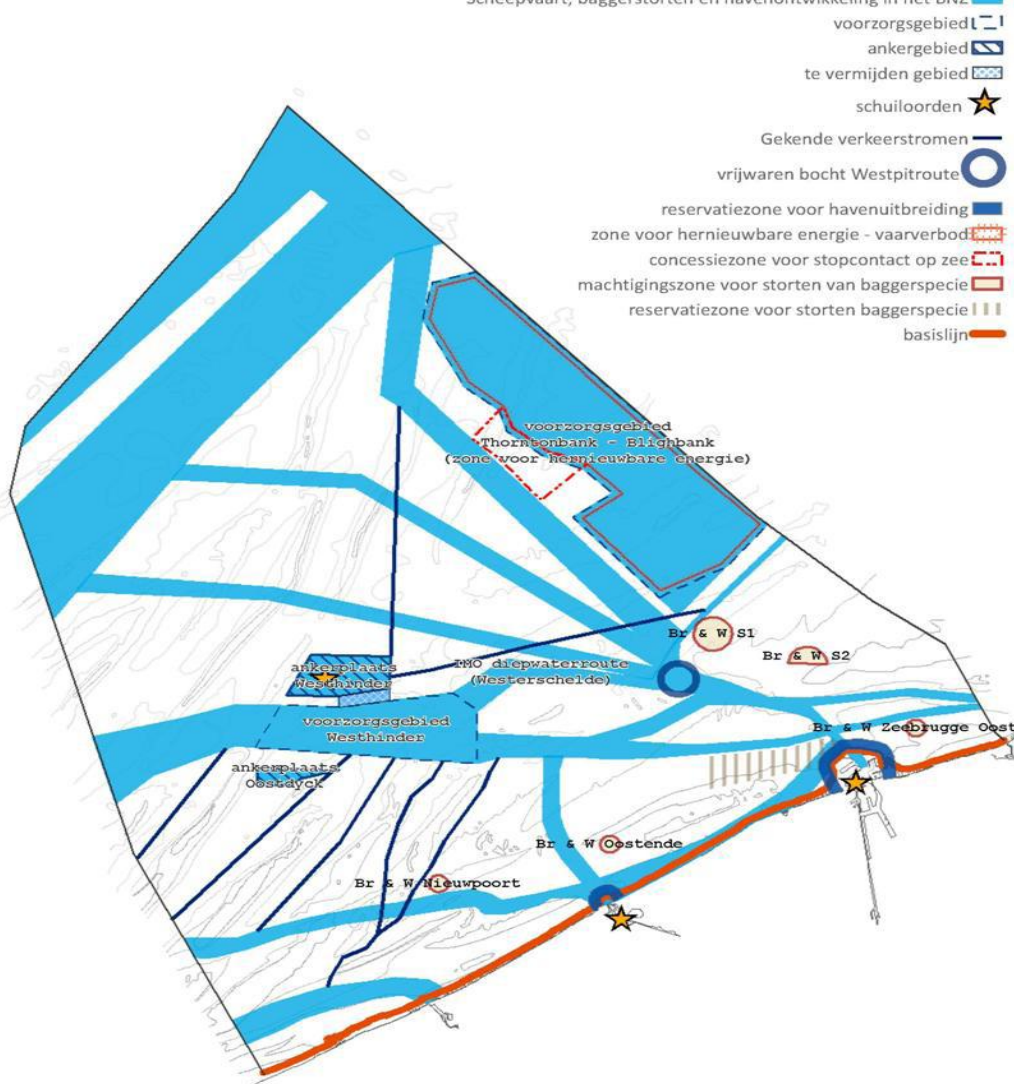 Scheepvaart, baggerstorten en havenontwikkeling in het BNZ
voorzorgsgebied
ankergebied
te vermijden gebied
schuiloorden
Gekende verkeerstromen
vrijwaren bocht Westpitroute
reservatiezone voor havenuitbreiding
zone voor hernieuwbare energie - vaarverbod
concessiezone voor stopcontact op zee
machtigingszone voor storten van baggerspecie
reservatiezone voor storten baggerspecie
basislijn
voorzorgsgebied
Thorntonbank - Blighbank
(zone voor hernieuwbare energie)
Br & W S1
Br & W S2
ankerplaats
Westhinder
IMO diepwaterroute
(Westerschelde)
voorzorgsgebied
Westhinder
Br & W Zeebrugge Oost
ankerplaats
Oostdyck
Br & W Oostende
Br & W Nieuwpoort